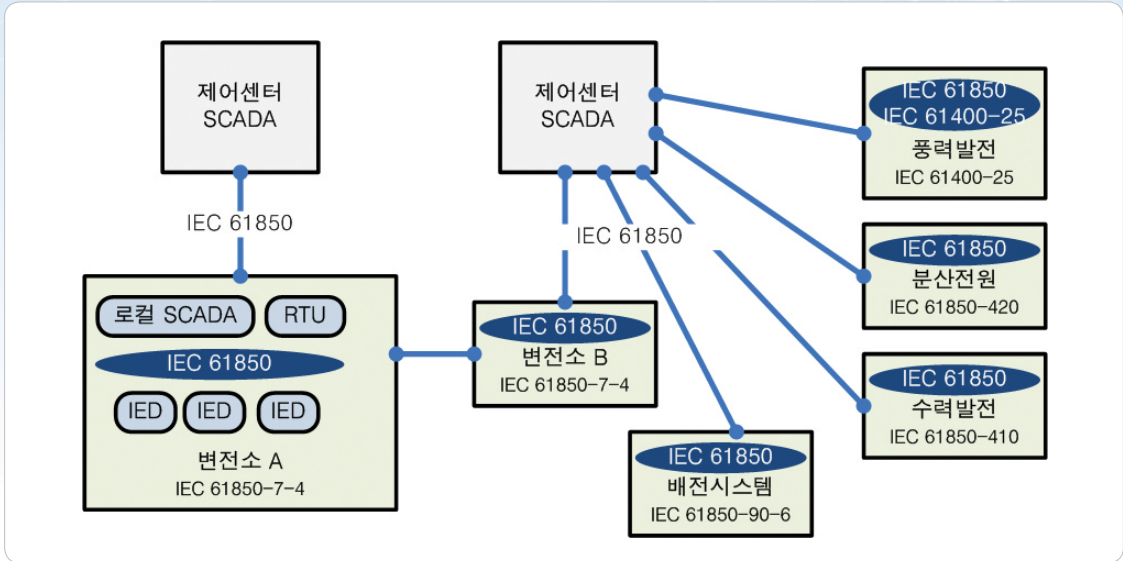 제어센터
SCADA
IEC 61850
로컬 SCADA
RTU
IEC 61850
IED
IED
IED
변전소 A
IEC 61850-7-4
제어센터
SCADA
IEC 61850
IEC 61850
변전소 B
IEC 61850-7-4
IEC 61850
배전시스템
IEC 61850-90-6
IEC 61850
IEC 61400-25
풍력발전
IEC 61400-25
IEC 61850
분산전원
IEC 61850-420
IEC 61850
수력발전
IEC 61850-410